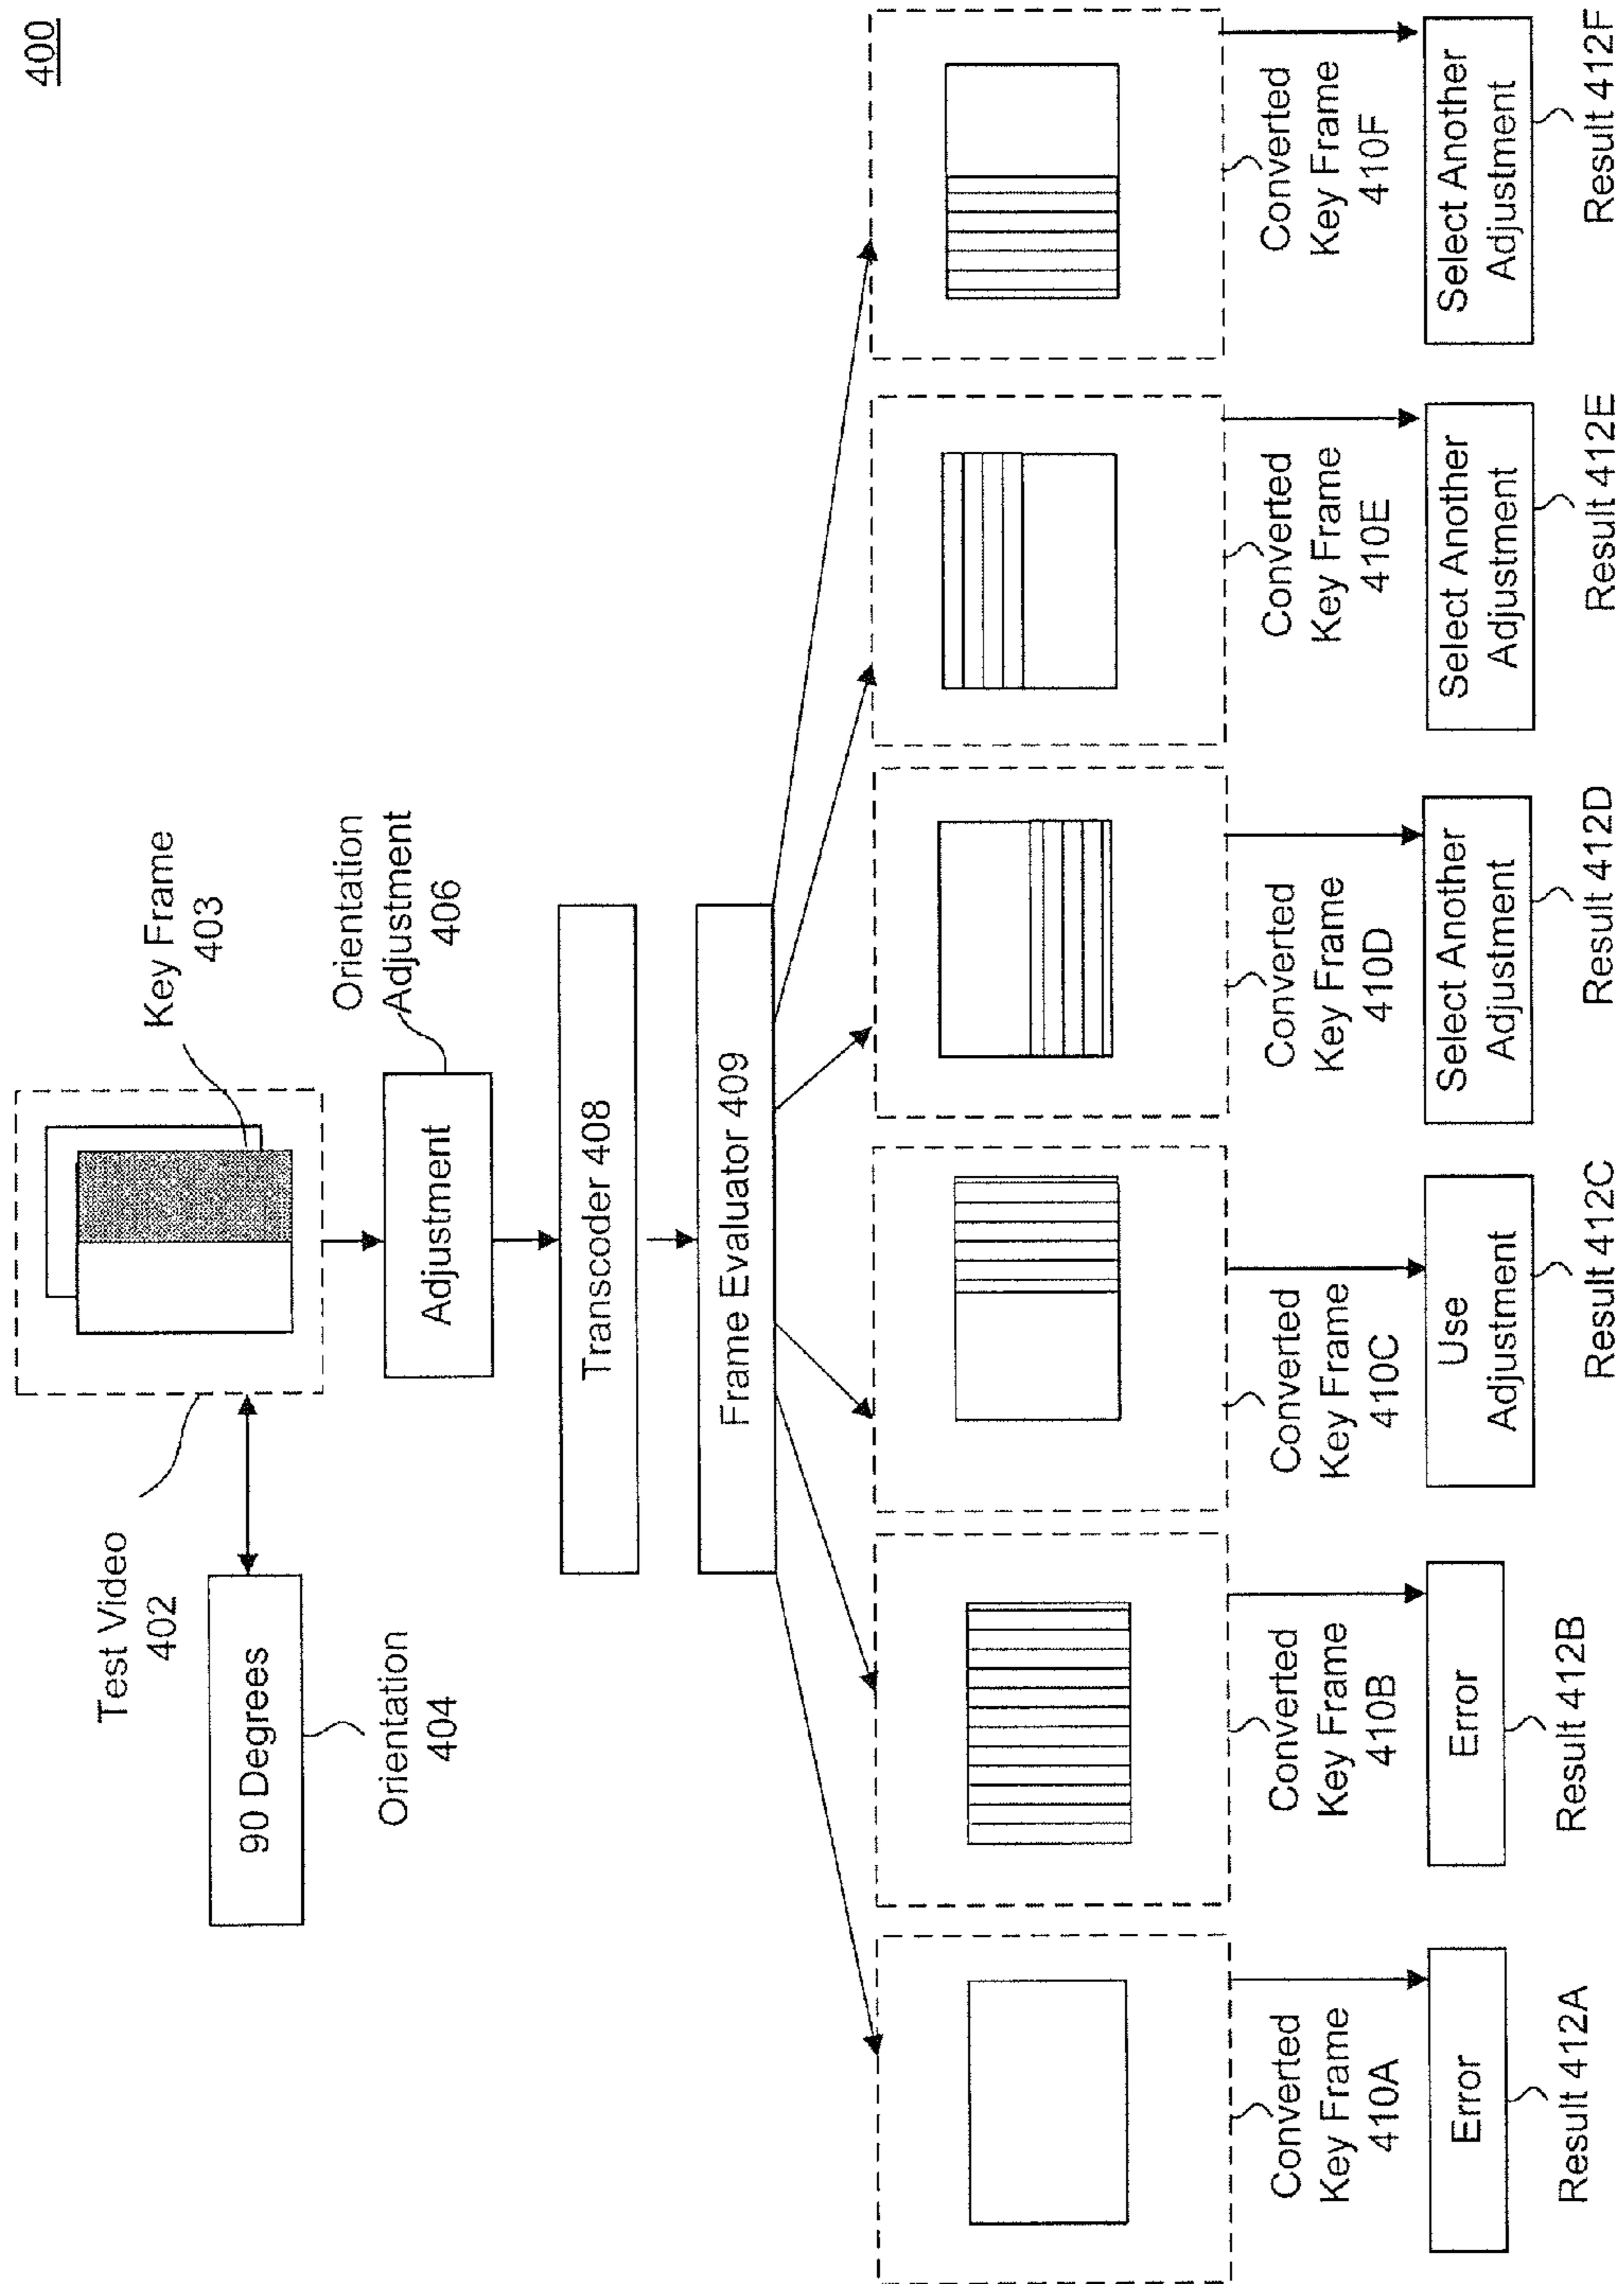 400
Test Video
402
Key Frame
403
90 Degrees
Orientation
404
Orientation
Adjustment
406
Adjustment
Transcoder 408
Frame Evaluator 409
Converted
Key Frame
410A
Converted
Key Frame
410B
Converted
Key Frame
410C
Converted
Key Frame
410D
Converted
Key Frame
410E
Converted
Key Frame
410F
Error
Error
Use
Adjustment
Select Another
Adjustment
Select Another
Adjustment
Select Another
Adjustment
Result 412A
Result 412B
Result 412C
Result 412D
Result 412E
Result 412F